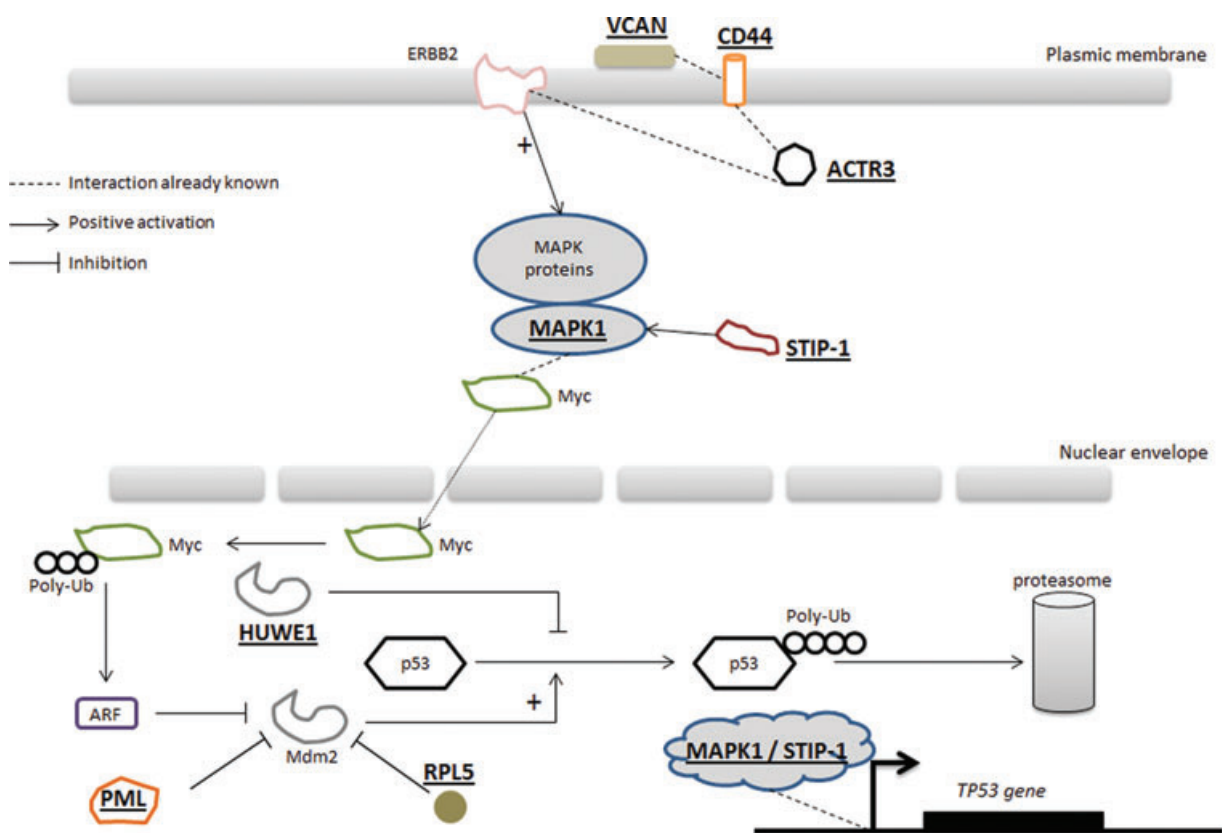 VCAN
CD44
ERBB2
Plasmic membrane
+
ACTR3
Interaction already known
Positive activation
Inhibition
MAPK
proteins
MAPK1
STIP-1
Myc
Nuclear envelope
Myc
Myc
Poly-Ub
HUWE1
proteasome
Poly-Ub
p53
p53
+
ARF
Mdm2
MAPK1 / STIP-1
PML
RPL5
TP53 gene